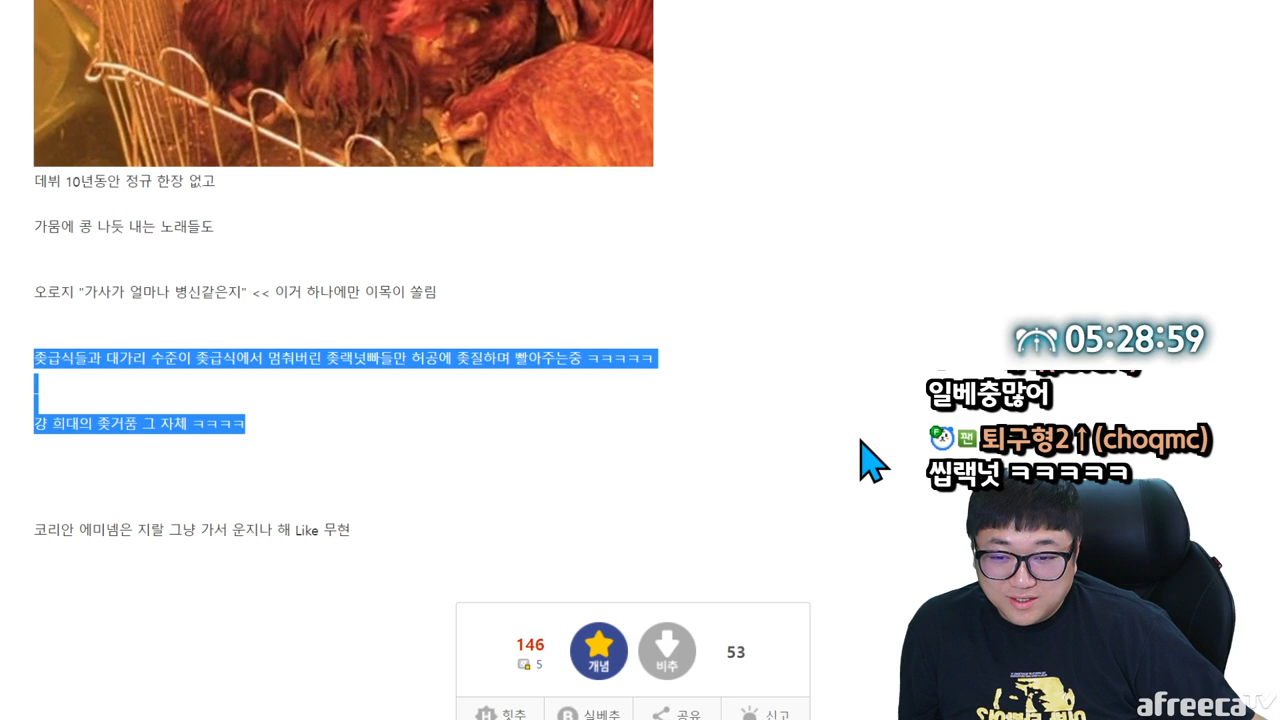 데뷔 10년동안 정규 한장 없고
가뭄에 콩 나듯 내는 노래들도
오로지 "가사가 얼마나 병신같은지" << 이거 하나에만 이목이 쏠림
좆급식들과 대가리 수준이 좆급식에서 멈춰버린 좆랙넛빠들만 허공에 좆질하며 빨아주는중 ㅋㅋㅋㅋㅋ
걍 희대의 좆거품 그 자체 ㅋㅋㅋㅋ
코리안 에미넴은 지랄 그냥 가서 운지나 해 Like 무현
146
5
개념
비추
53
힛추
실베추
공유
신고
05:28:59
일베충많어
팬 퇴구형2↑(choqmc)
씹랙넛 ㅋㅋㅋㅋㅋ
afreecaTV